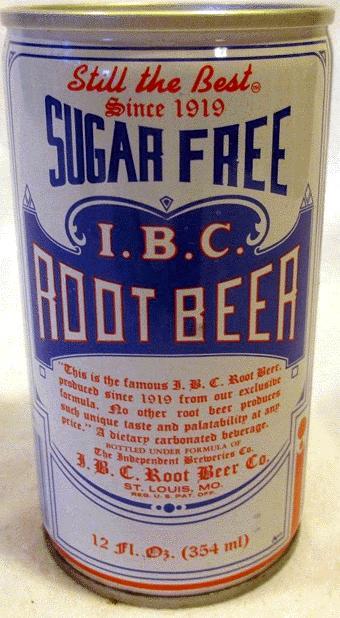 Still the Best
Since 1919
SUGAR FREE
I.B.C.
ROOT BEER
"This is the famous I. B. C. Root Beer,
produced since 1919 from our exclusive
formula. No other root beer produces
such unique taste and palatability at any
price." A dietary carbonated beverage.
BOTTLED UNDER FORMULA OF
The Independent Breweries Co.
I. B. C. Root Beer Co.
ST. LOUIS, MO.
REG. U. S. PAT. OFF.
12 Fl. Oz. (354 ml)